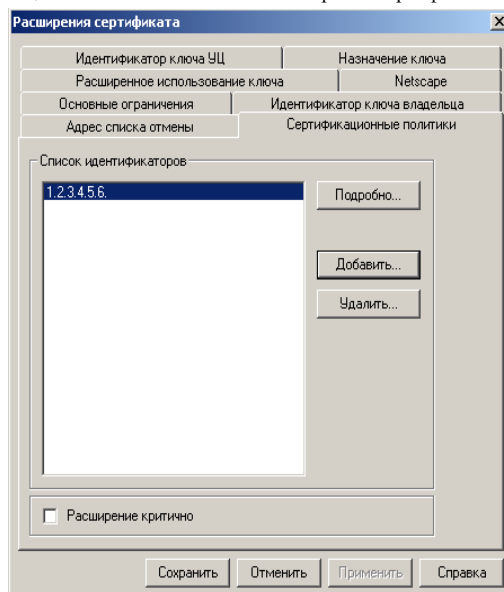 Расширения сертификата
Идентификатор ключа УЦ
Назначение ключа
Расширенное использование ключа
Netscape
Основные ограничения
Идентификатор ключа владельца
Адрес списка отмены
Сертификационные политики
Список идентификаторов
1.2.3.4.5.6.
Подробно...
Добавить...
Удалить...
Расширение критично
Сохранить
Отменить
Применить
Справка